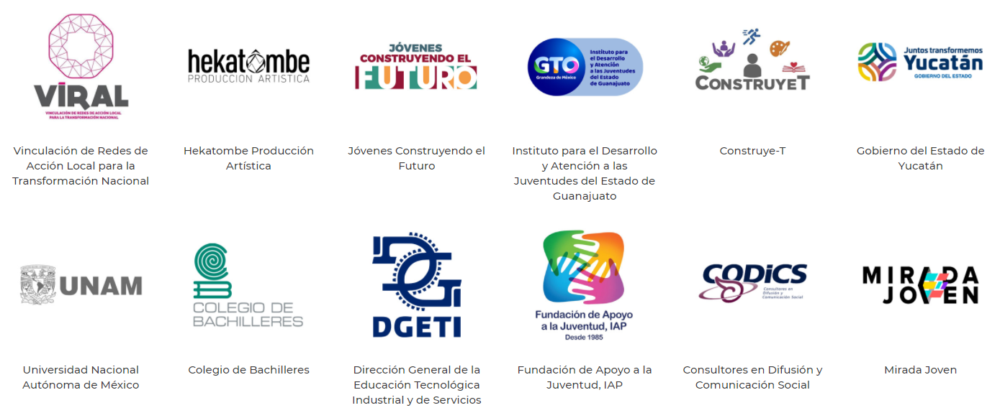 VIRAL
VINCULACIÓN DE REDES DE ACCIÓN LOCAL
PARA LA TRANSFORMACIÓN NACIONAL
hekatombe
PRODUCCIÓN ARTÍSTICA
JÓVENES
CONSTRUYENDO EL
FUTURO
GTO
Grandeza de México
Instituto para
el Desarrollo
y Atención
a las Juventudes
del Estado
de Guanajuato
CONSTRUYET
Juntos transformemos
Yucatán
GOBIERNO DEL ESTADO
Vinculación de Redes de
Acción Local para la
Transformación Nacional
Hekatombe Producción
Artística
Jóvenes Construyendo el
Futuro
Instituto para el Desarrollo
y Atención a las
Juventudes del Estado de
Guanajuato
Construye-T
Gobierno del Estado de
Yucatán
UNAM
COLEGIO DE
BACHILLERES
DGETI
Fundación de Apoyo
a la Juventud, IAP
Desde 1985
CODiCS
Consultores en
Difusión y
Comunicación Social
MIRADA
JOVEN
Universidad Nacional
Autónoma de México
Colegio de Bachilleres
Dirección General de la
Educación Tecnológica
Industrial y de Servicios
Fundación de Apoyo a la
Juventud, IAP
Consultores en Difusión y
Comunicación Social
Mirada Joven